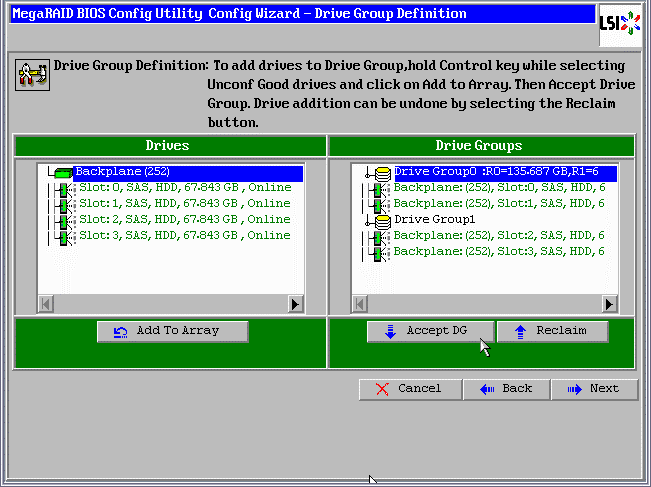 MegaRAID BIOS Config Utility Config Wizard – Drive Group Definition
LSI
Drive Group Definition: To add drives to Drive Group,hold Control key while selecting
Unconf Good drives and click on Add to Array. Then Accept Drive
Group. Drive addition can be undone by selecting the Reclaim
button.
Drives
Backplane (252)
Slot: 0, SAS, HDD, 67.843 GB , Online
Slot: 1, SAS, HDD, 67.843 GB , Online
Slot: 2, SAS, HDD, 67.843 GB , Online
Slot: 3, SAS, HDD, 67.843 GB , Online
Add To Array
Drive Groups
Drive Group0 :R0=135.687 GB,R1=6
Backplane: (252), Slot:0, SAS, HDD, 6
Backplane: (252), Slot:1, SAS, HDD, 6
Drive Group1
Backplane: (252), Slot:2, SAS, HDD, 6
Backplane: (252), Slot:3, SAS, HDD, 6
Accept DG
Reclaim
Cancel
Back
Next